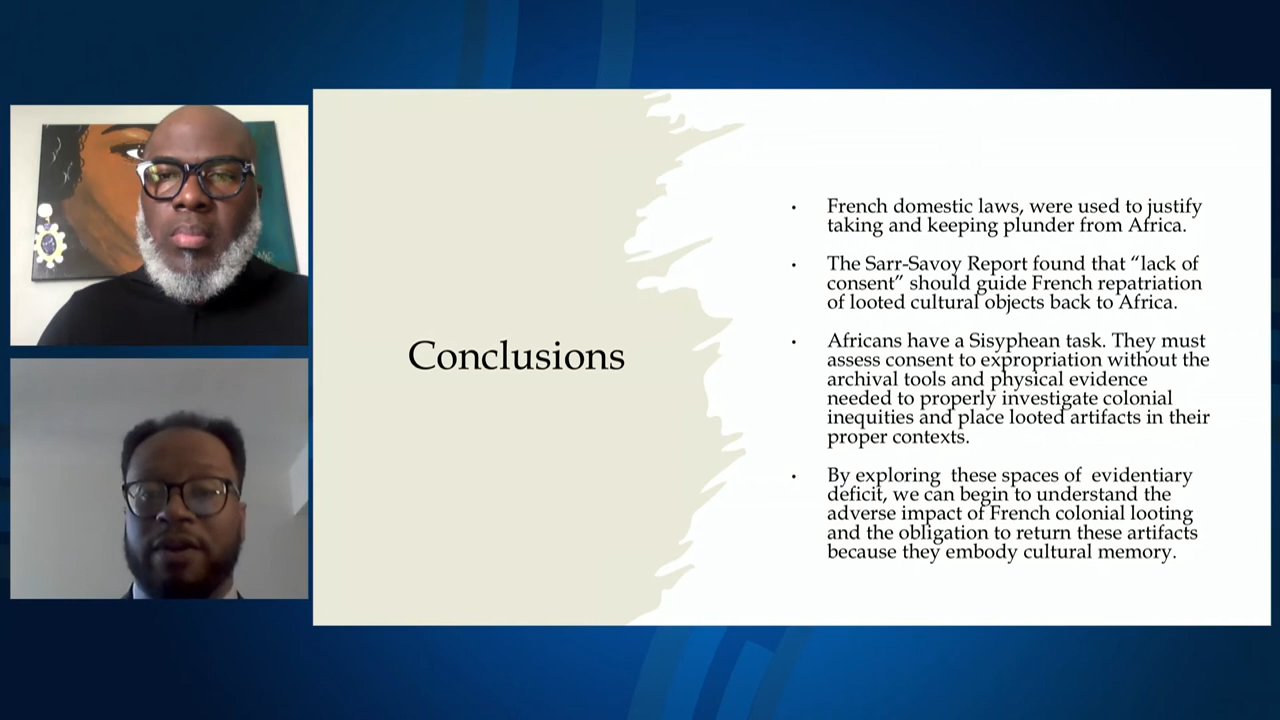 Conclusions
• French domestic laws, were used to justify
taking and keeping plunder from Africa.
• The Sarr-Savoy Report found that “lack of
consent” should guide French repatriation
of looted cultural objects back to Africa.
• Africans have a Sisyphean task. They must
assess consent to expropriation without the
archival tools and physical evidence
needed to properly investigate colonial
inequities and place looted artifacts in their
proper contexts.
• By exploring these spaces of evidentiary
deficit, we can begin to understand the
adverse impact of French colonial looting
and the obligation to return these artifacts
because they embody cultural memory.